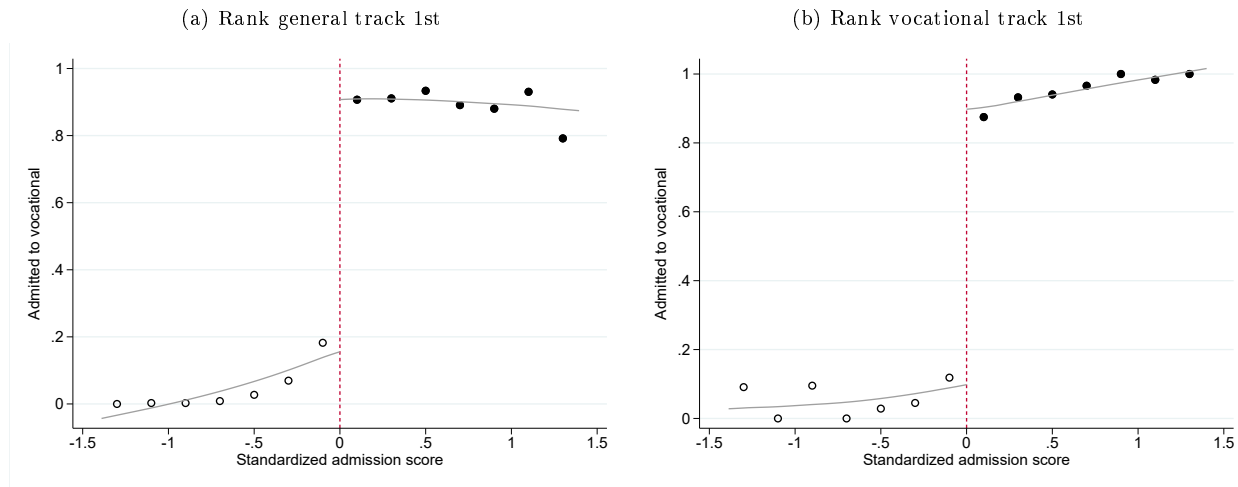 (a) Rank general track 1st
1
.8
.6
.4
.2
0
Admitted to vocational
-1.5 -1 -.5 0 .5 1 1.5
Standardized admission score
(b) Rank vocational track 1st
1
.8
.6
.4
.2
0
Admitted to vocational
-1.5 -1 -.5 0 .5 1 1.5
Standardized admission score